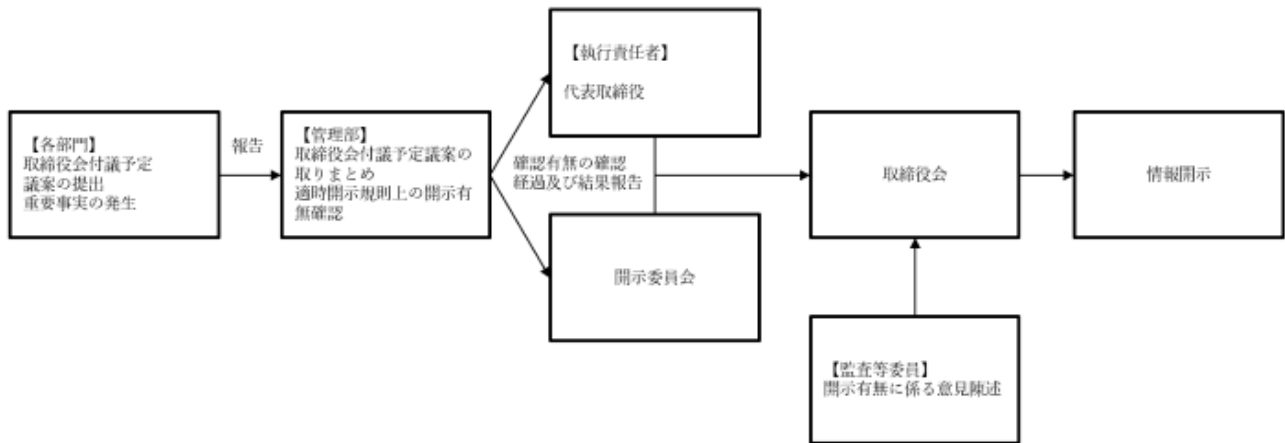 【各部門】
取締役会付議予定
議案の提出
重要事実の発生
報告
【管理部】
取締役会付議予定議案の
取りまとめ
適時開示規則上の開示有
無確認
【執行責任者】
代表取締役
確認有無の確認
経過及び結果報告
開示委員会
取締役会
【監査等委員】
開示有無に係る意見陳述
情報開示